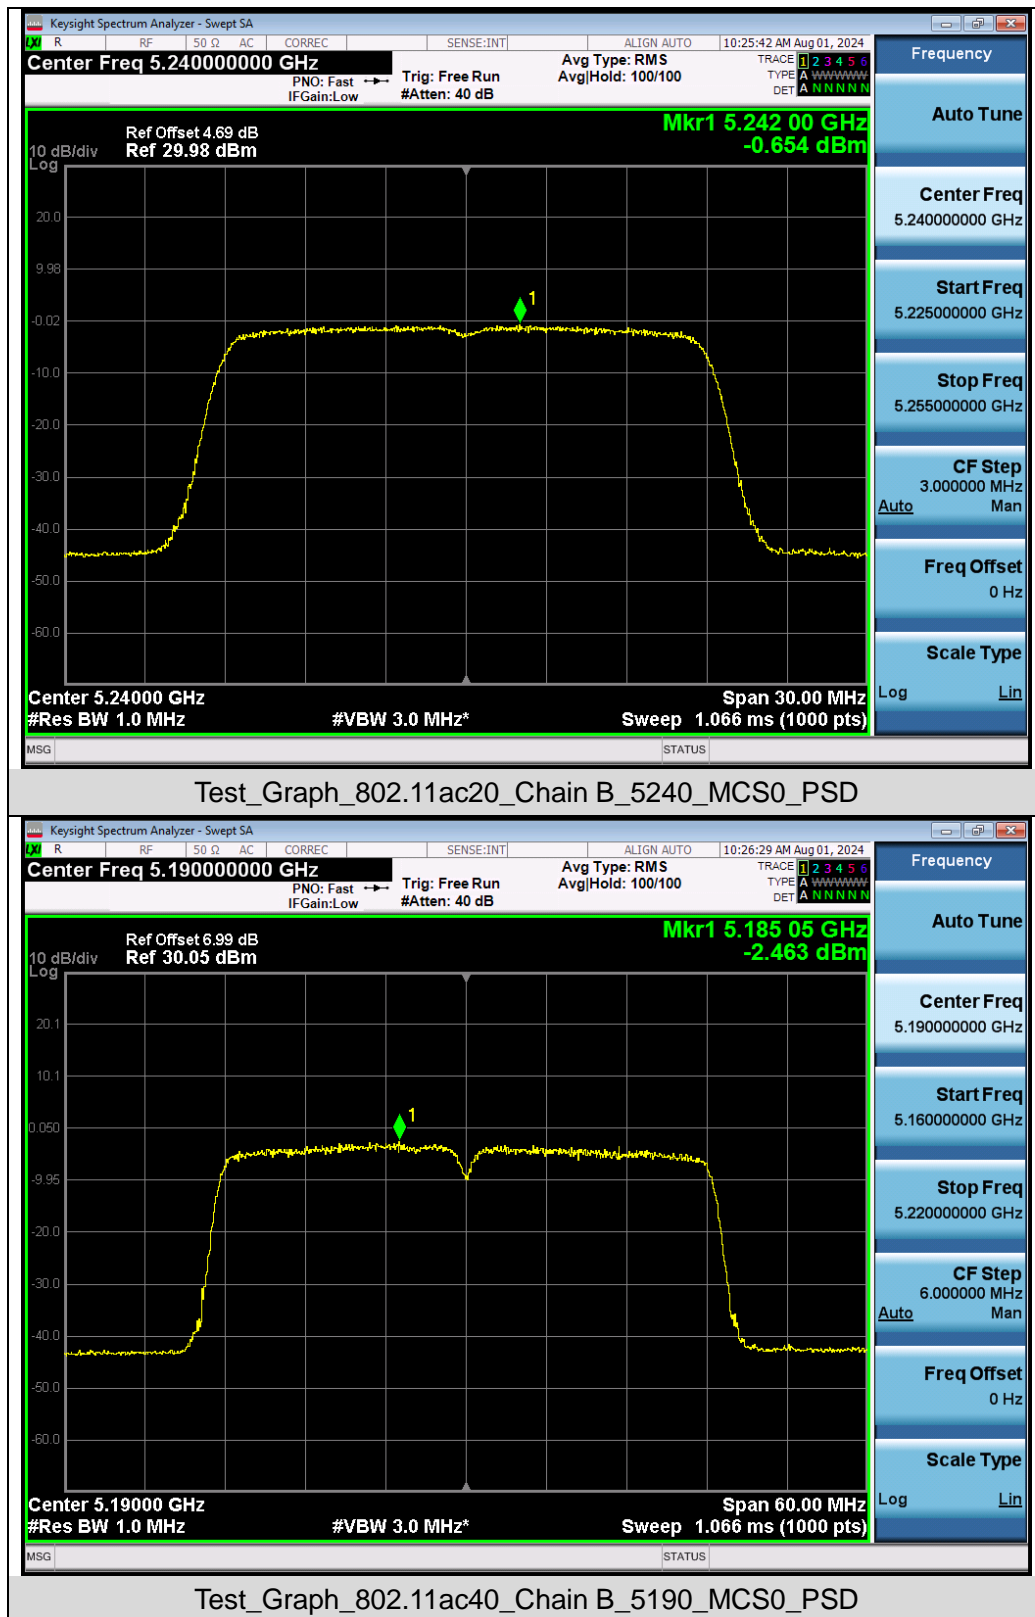 Keysight Spectrum Analyzer - Swept SA
LXI R RF 50 Ω AC CORREC SENSE:INT ALIGN AUTO 10:25:42 AM Aug 01, 2024
Center Freq 5.240000000 GHz
PNO: Fast
IFGain:Low
Trig: Free Run
#Atten: 40 dB
Avg Type: RMS
Avg|Hold: 100/100
TRACE 1 2 3 4 5 6
TYPE A WWWWW
DET A N N N N N
Frequency
Mkr1 5.242 00 GHz
-0.654 dBm
Ref Offset 4.69 dB
10 dB/div Ref 29.98 dBm
Log
20.0
9.98
-0.02
-10.0
-20.0
-30.0
-40.0
-50.0
-60.0
1
Center 5.24000 GHz
Span 30.00 MHz
#Res BW 1.0 MHz
#VBW 3.0 MHz*
Sweep 1.066 ms (1000 pts)
Auto Tune
Center Freq
5.240000000 GHz
Start Freq
5.225000000 GHz
Stop Freq
5.255000000 GHz
CF Step
3.000000 MHz
Auto Man
Freq Offset
0 Hz
Scale Type
Log Lin
MSG STATUS
Test_Graph_802.11ac20_Chain B_5240_MCS0_PSD
Keysight Spectrum Analyzer - Swept SA
LXI R RF 50 Ω AC CORREC SENSE:INT ALIGN AUTO 10:26:29 AM Aug 01, 2024
Center Freq 5.190000000 GHz
PNO: Fast
IFGain:Low
Trig: Free Run
#Atten: 40 dB
Avg Type: RMS
Avg|Hold: 100/100
TRACE 1 2 3 4 5 6
TYPE A WWWWW
DET A N N N N N
Frequency
Mkr1 5.185 05 GHz
-2.463 dBm
Ref Offset 6.99 dB
10 dB/div Ref 30.05 dBm
Log
20.1
10.1
0.050
-9.95
-20.0
-30.0
-40.0
-50.0
-60.0
1
Center 5.19000 GHz
Span 60.00 MHz
#Res BW 1.0 MHz
#VBW 3.0 MHz*
Sweep 1.066 ms (1000 pts)
Auto Tune
Center Freq
5.190000000 GHz
Start Freq
5.160000000 GHz
Stop Freq
5.220000000 GHz
CF Step
6.000000 MHz
Auto Man
Freq Offset
0 Hz
Scale Type
Log Lin
MSG STATUS
Test_Graph_802.11ac40_Chain B_5190_MCS0_PSD